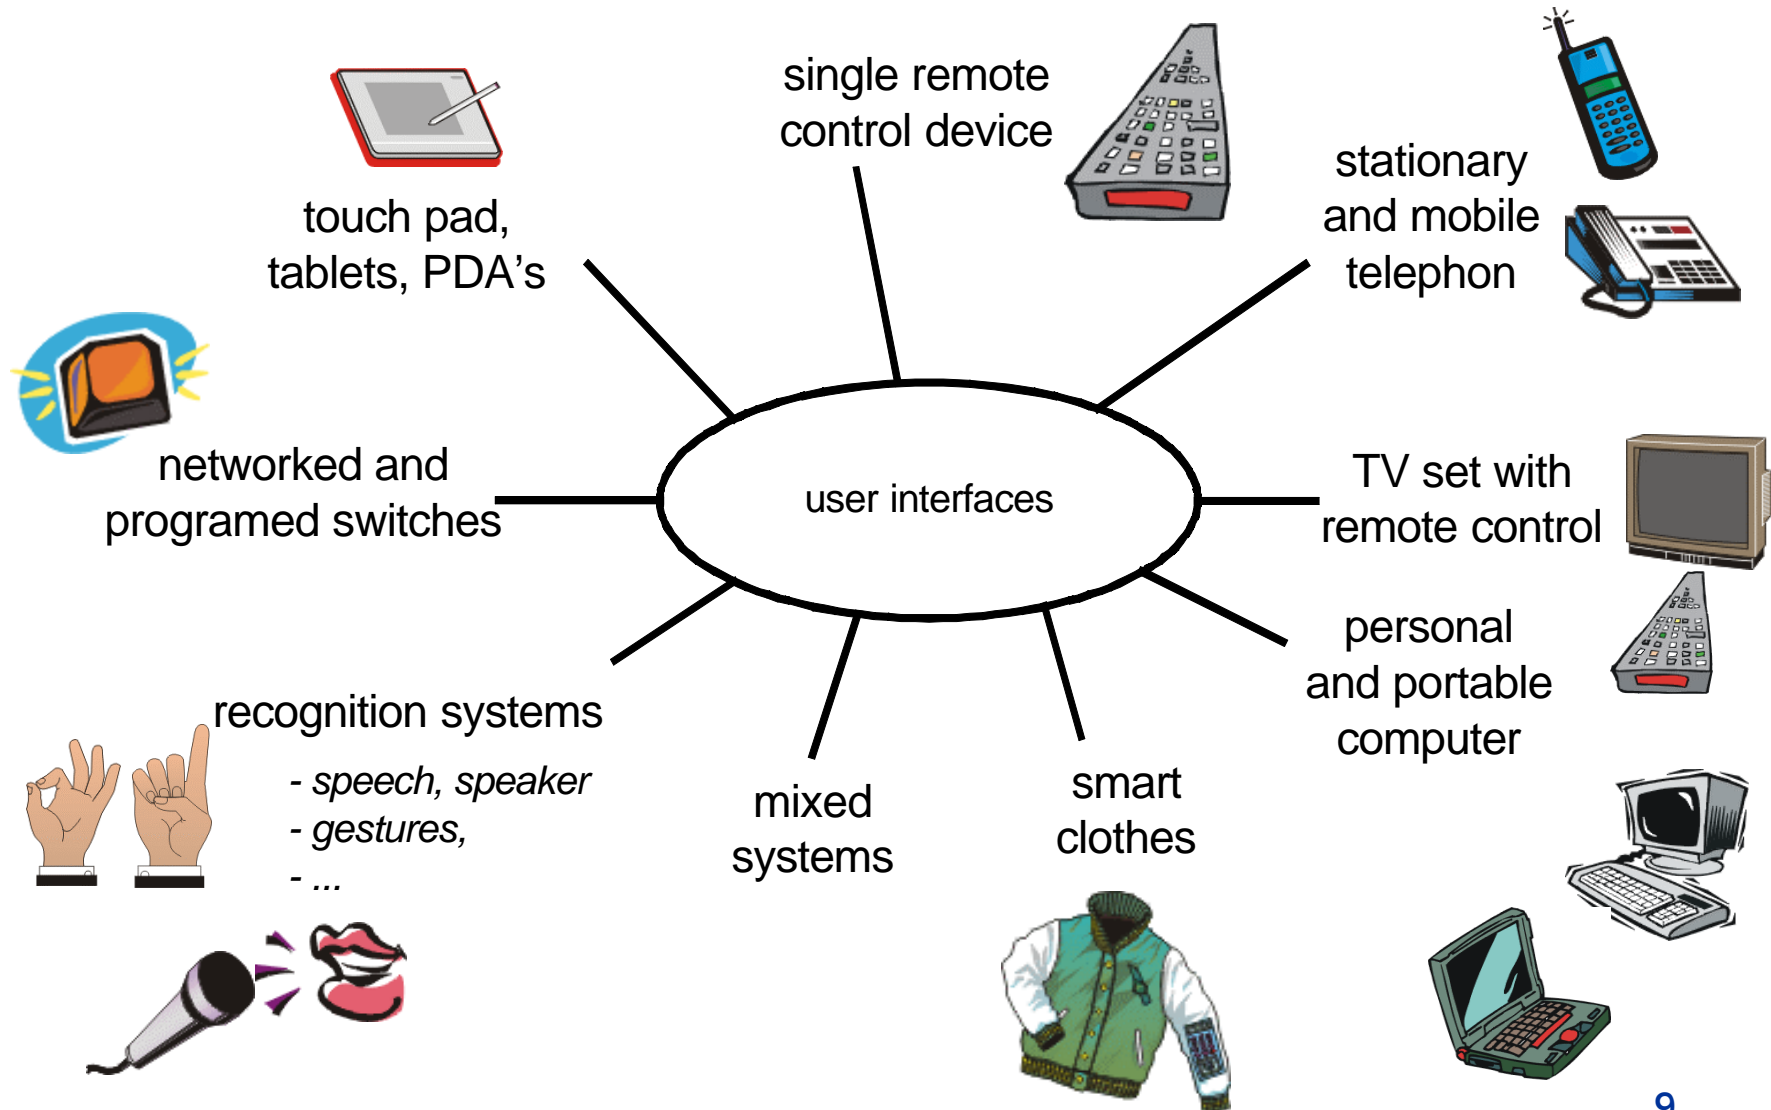 single remote
control device
stationary
and mobile
telephon
touch pad,
tablets, PDA's
networked and
programed switches
user interfaces
TV set with
remote control
personal
and portable
computer
recognition systems
- speech, speaker
- gestures,
- ...
mixed
systems
smart
clothes
9